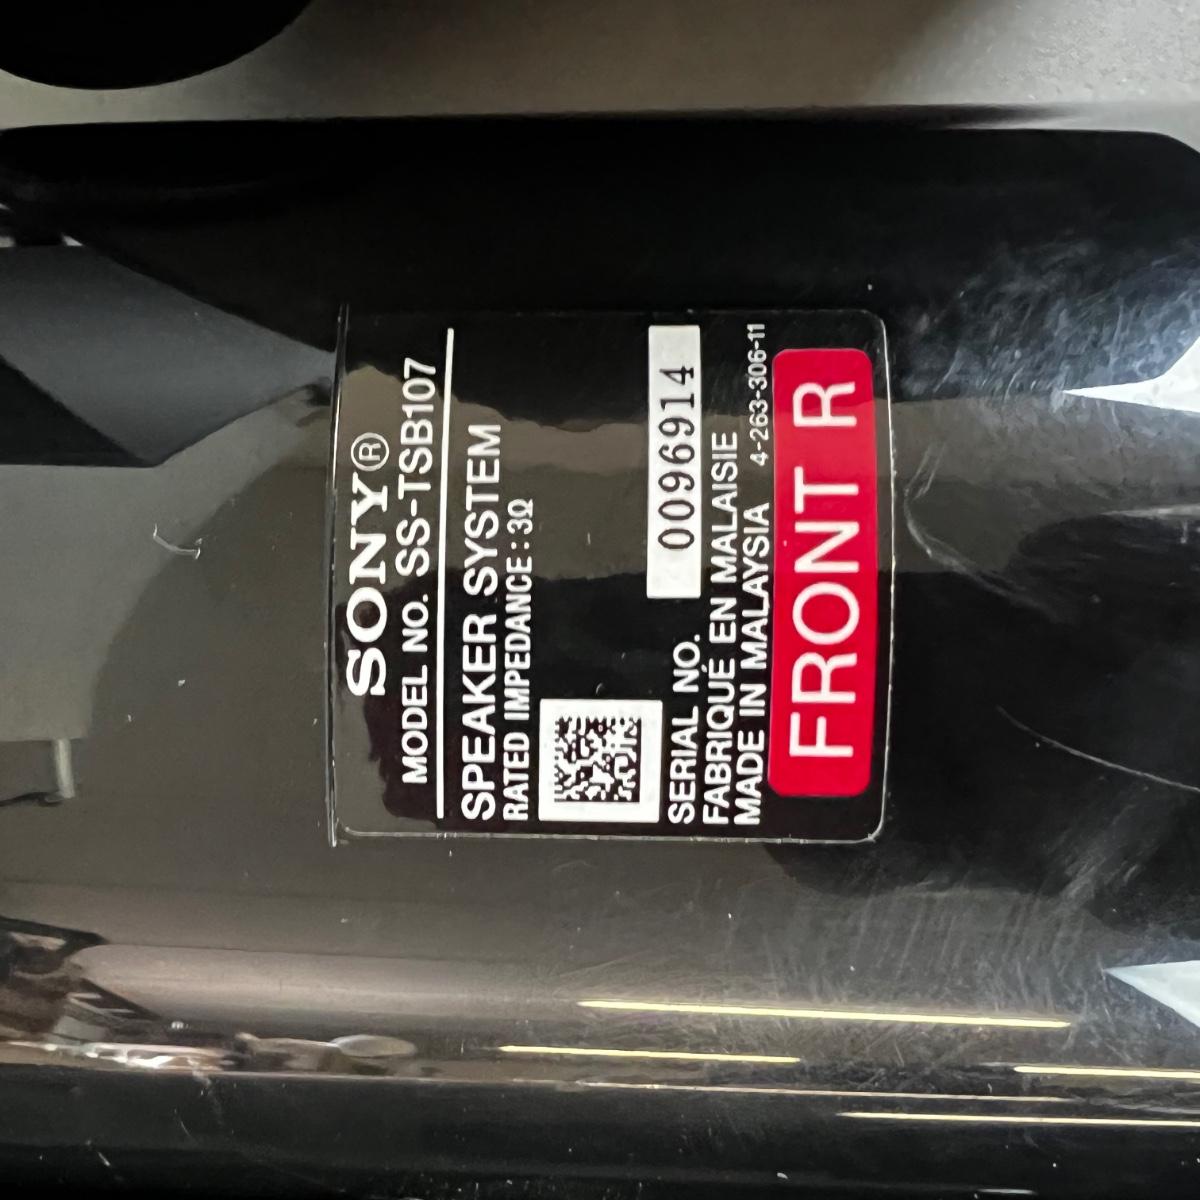 SONY®
MODEL NO. SS-TSB107
SPEAKER SYSTEM
RATED IMPEDANCE : 3Ω
SERIAL NO. 0096914
FABRIQUÉ EN MALAISIE
MADE IN MALAYSIA 4-263-306-11
FRONT R